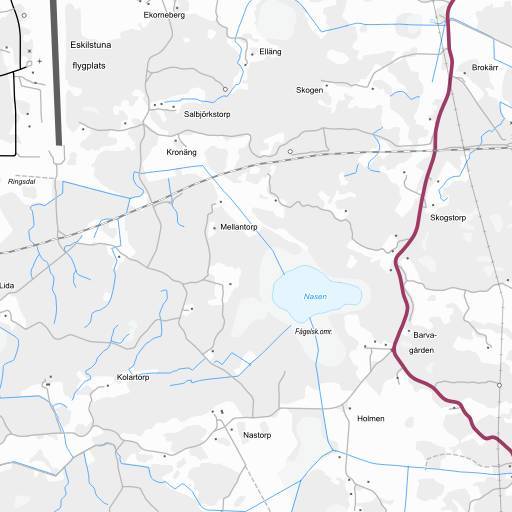 Ekorneberg
Eskilstuna
flygplats
Elläng
Brokärr
Skogen
Salbjörkstorp
Kronäng
Ringsdal
Skogstorp
Mellantorp
Lida
Nasen
Fågelsk.omr.
Barva-
gården
Kolartorp
Holmen
Nastorp